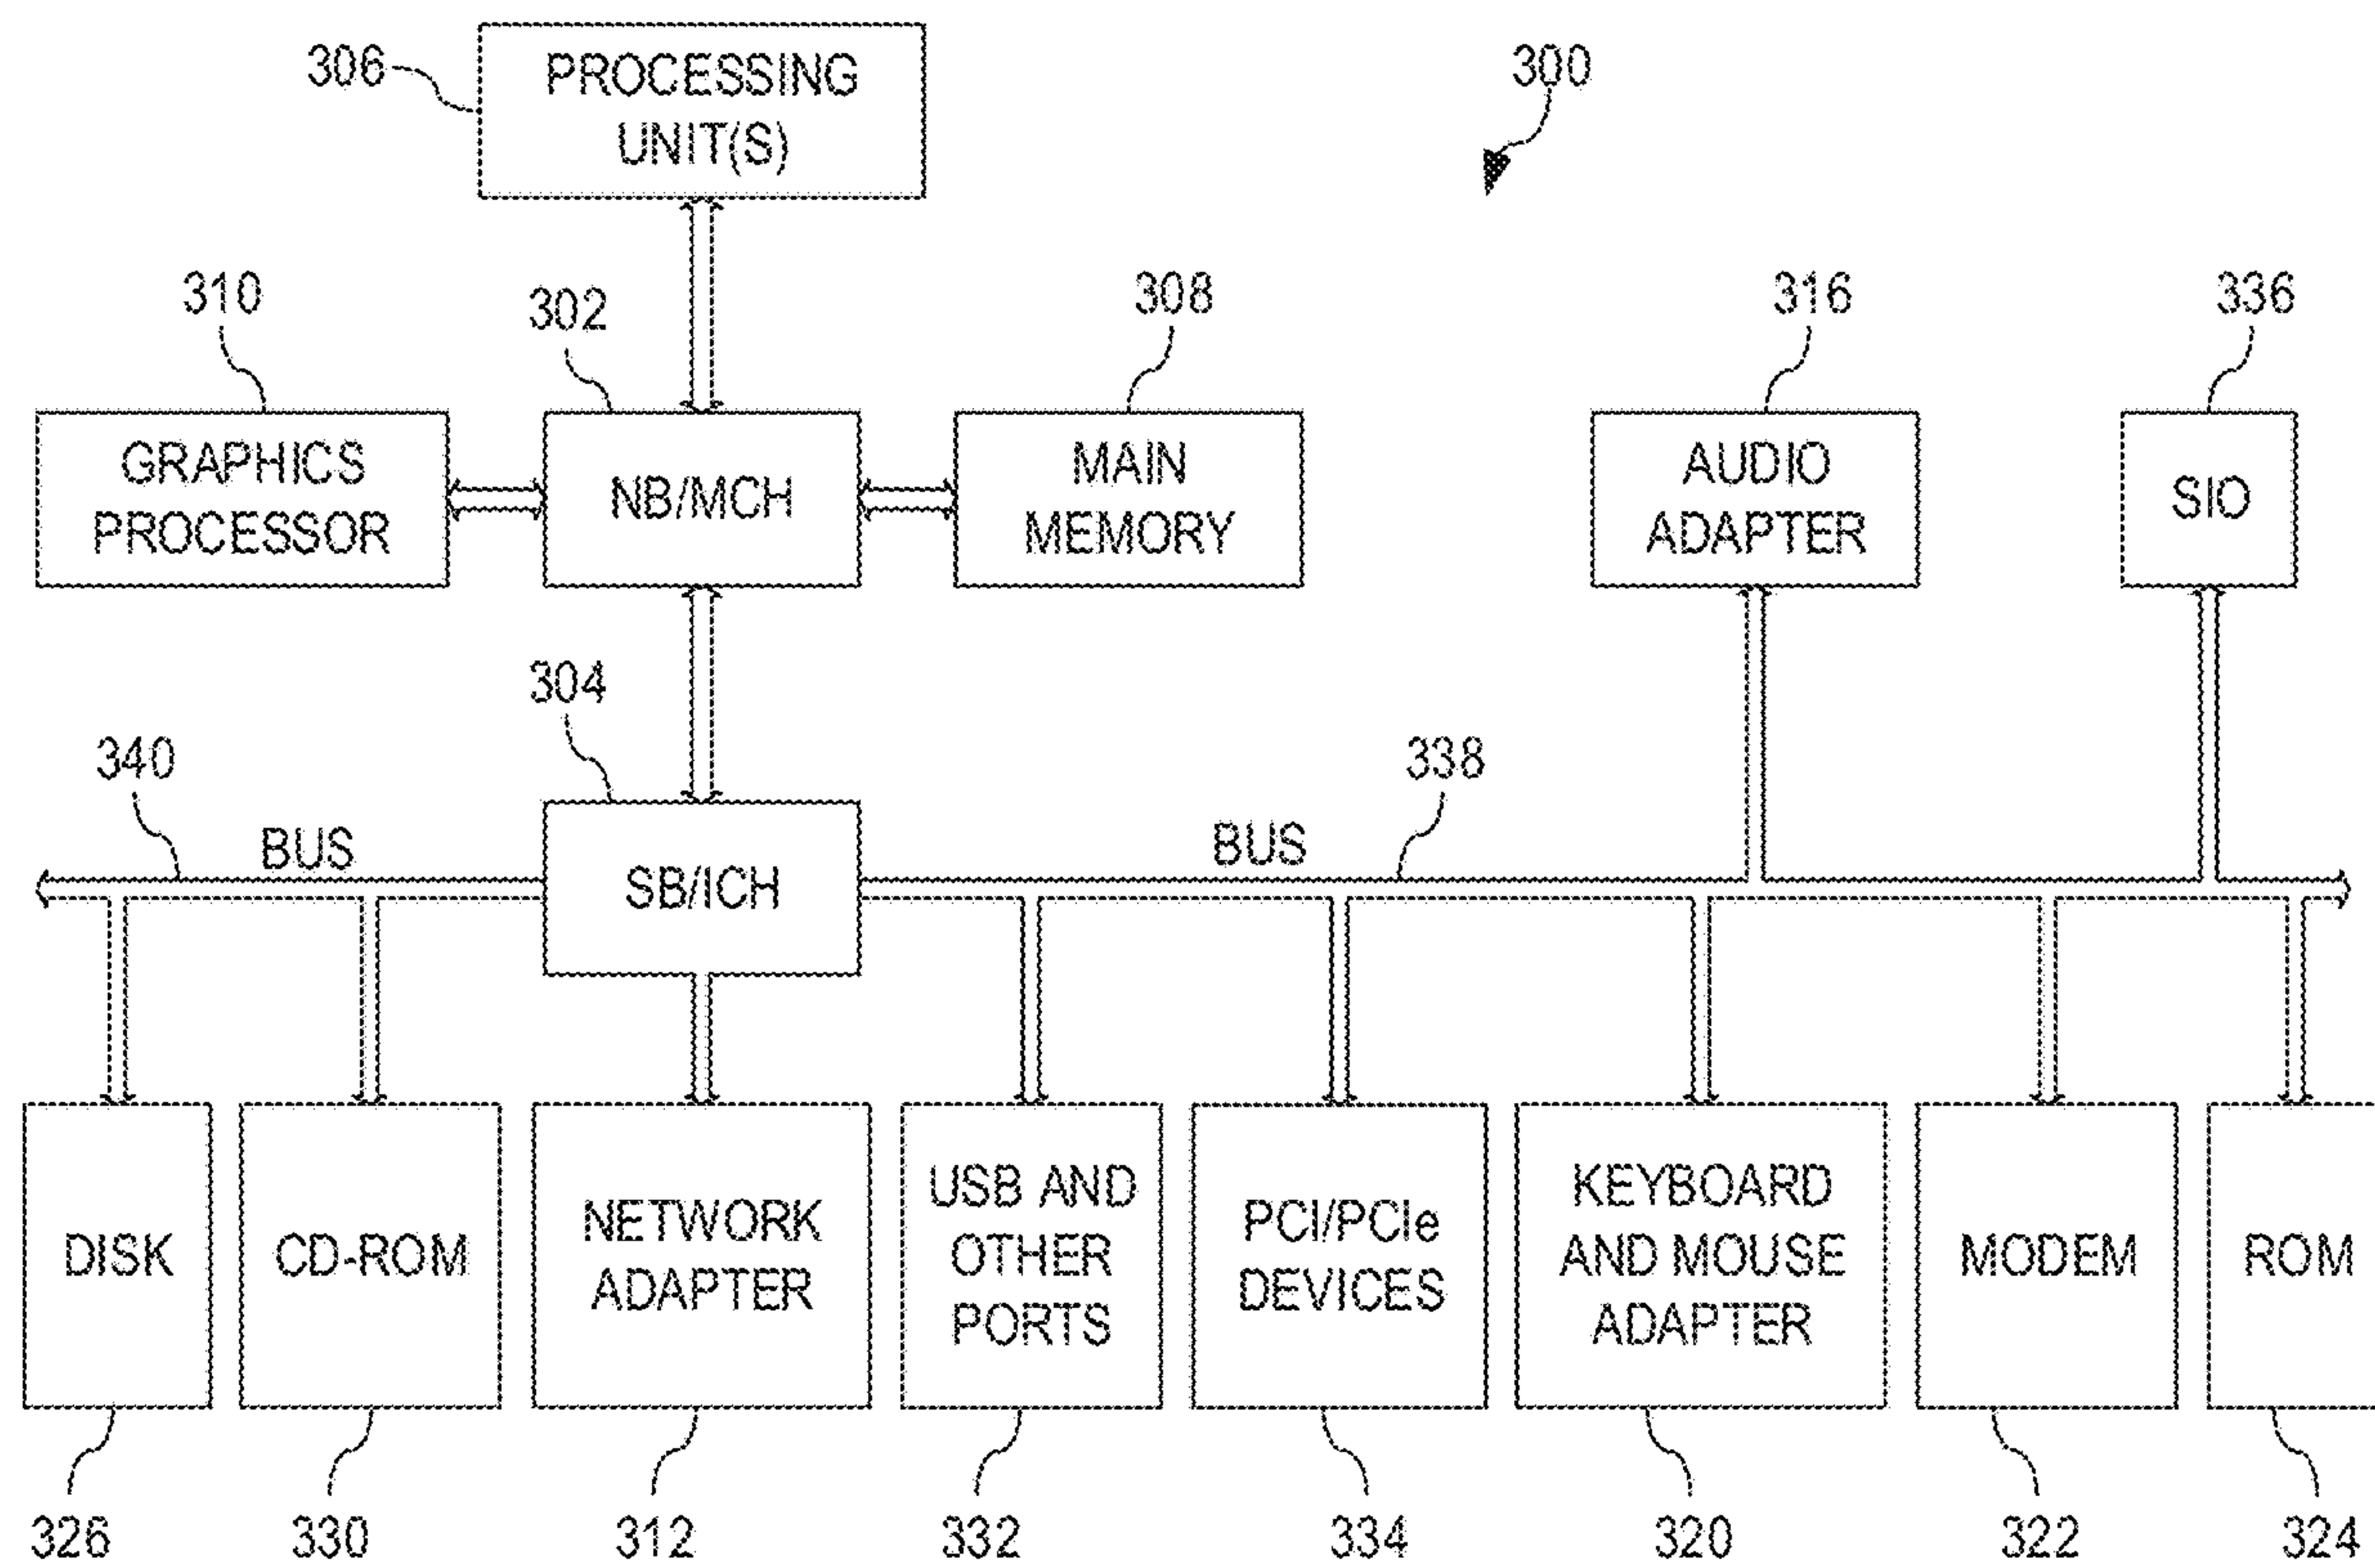 306
PROCESSING
UNIT(S)
300
310
302
308
316
336
GRAPHICS
PROCESSOR
NB/MCH
MAIN
MEMORY
AUDIO
ADAPTER
SIO
304
340
338
BUS
BUS
SB/ICH
DISK
CD-ROM
NETWORK
ADAPTER
USB AND
OTHER
PORTS
PCI/PCIe
DEVICES
KEYBOARD
AND MOUSE
ADAPTER
MODEM
ROM
326
330
312
332
334
320
322
324